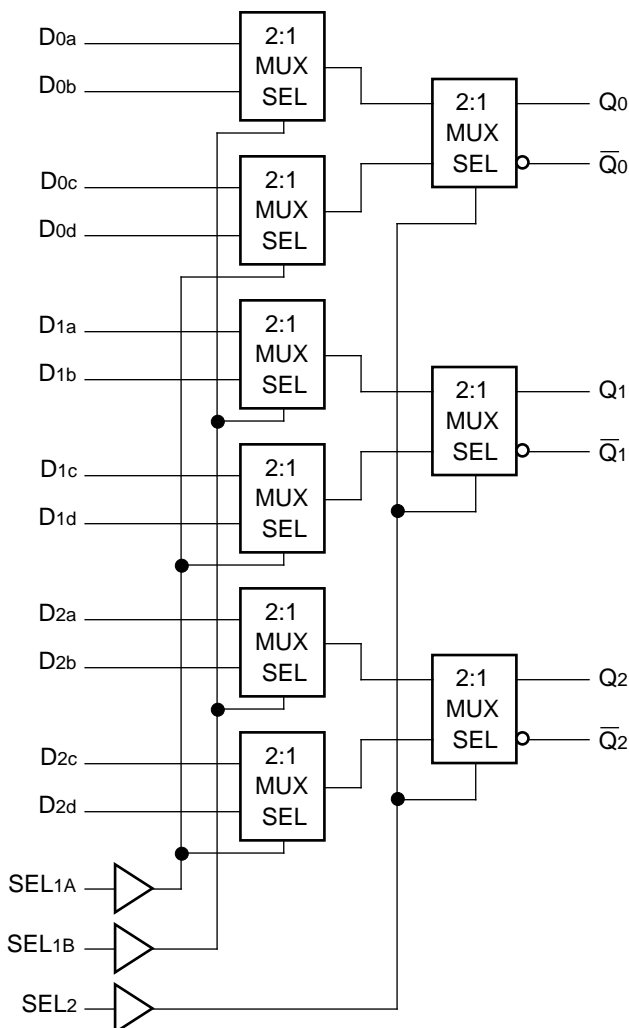 D0a
D0b
2:1
MUX
SEL
2:1
MUX
SEL
Q0
Q̅0
D0c
D0d
2:1
MUX
SEL
D1a
D1b
2:1
MUX
SEL
2:1
MUX
SEL
Q1
Q̅1
D1c
D1d
2:1
MUX
SEL
D2a
D2b
2:1
MUX
SEL
2:1
MUX
SEL
Q2
Q̅2
D2c
D2d
2:1
MUX
SEL
SEL1A
SEL1B
SEL2